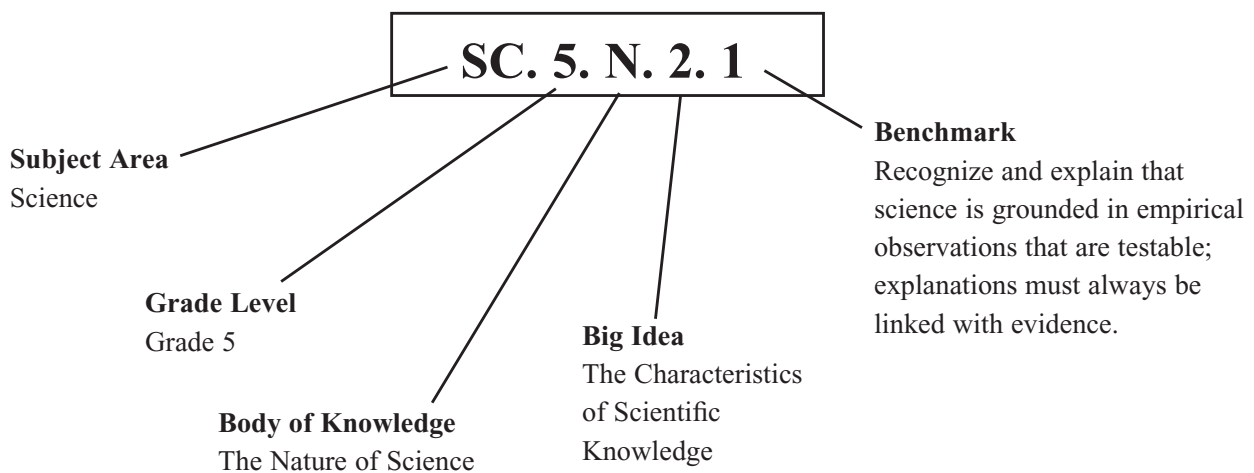 SC. 5. N. 2. 1
Subject Area
Science
Grade Level
Grade 5
Body of Knowledge
The Nature of Science
Big Idea
The Characteristics
of Scientific
Knowledge
Benchmark
Recognize and explain that
science is grounded in empirical
observations that are testable;
explanations must always be
linked with evidence.